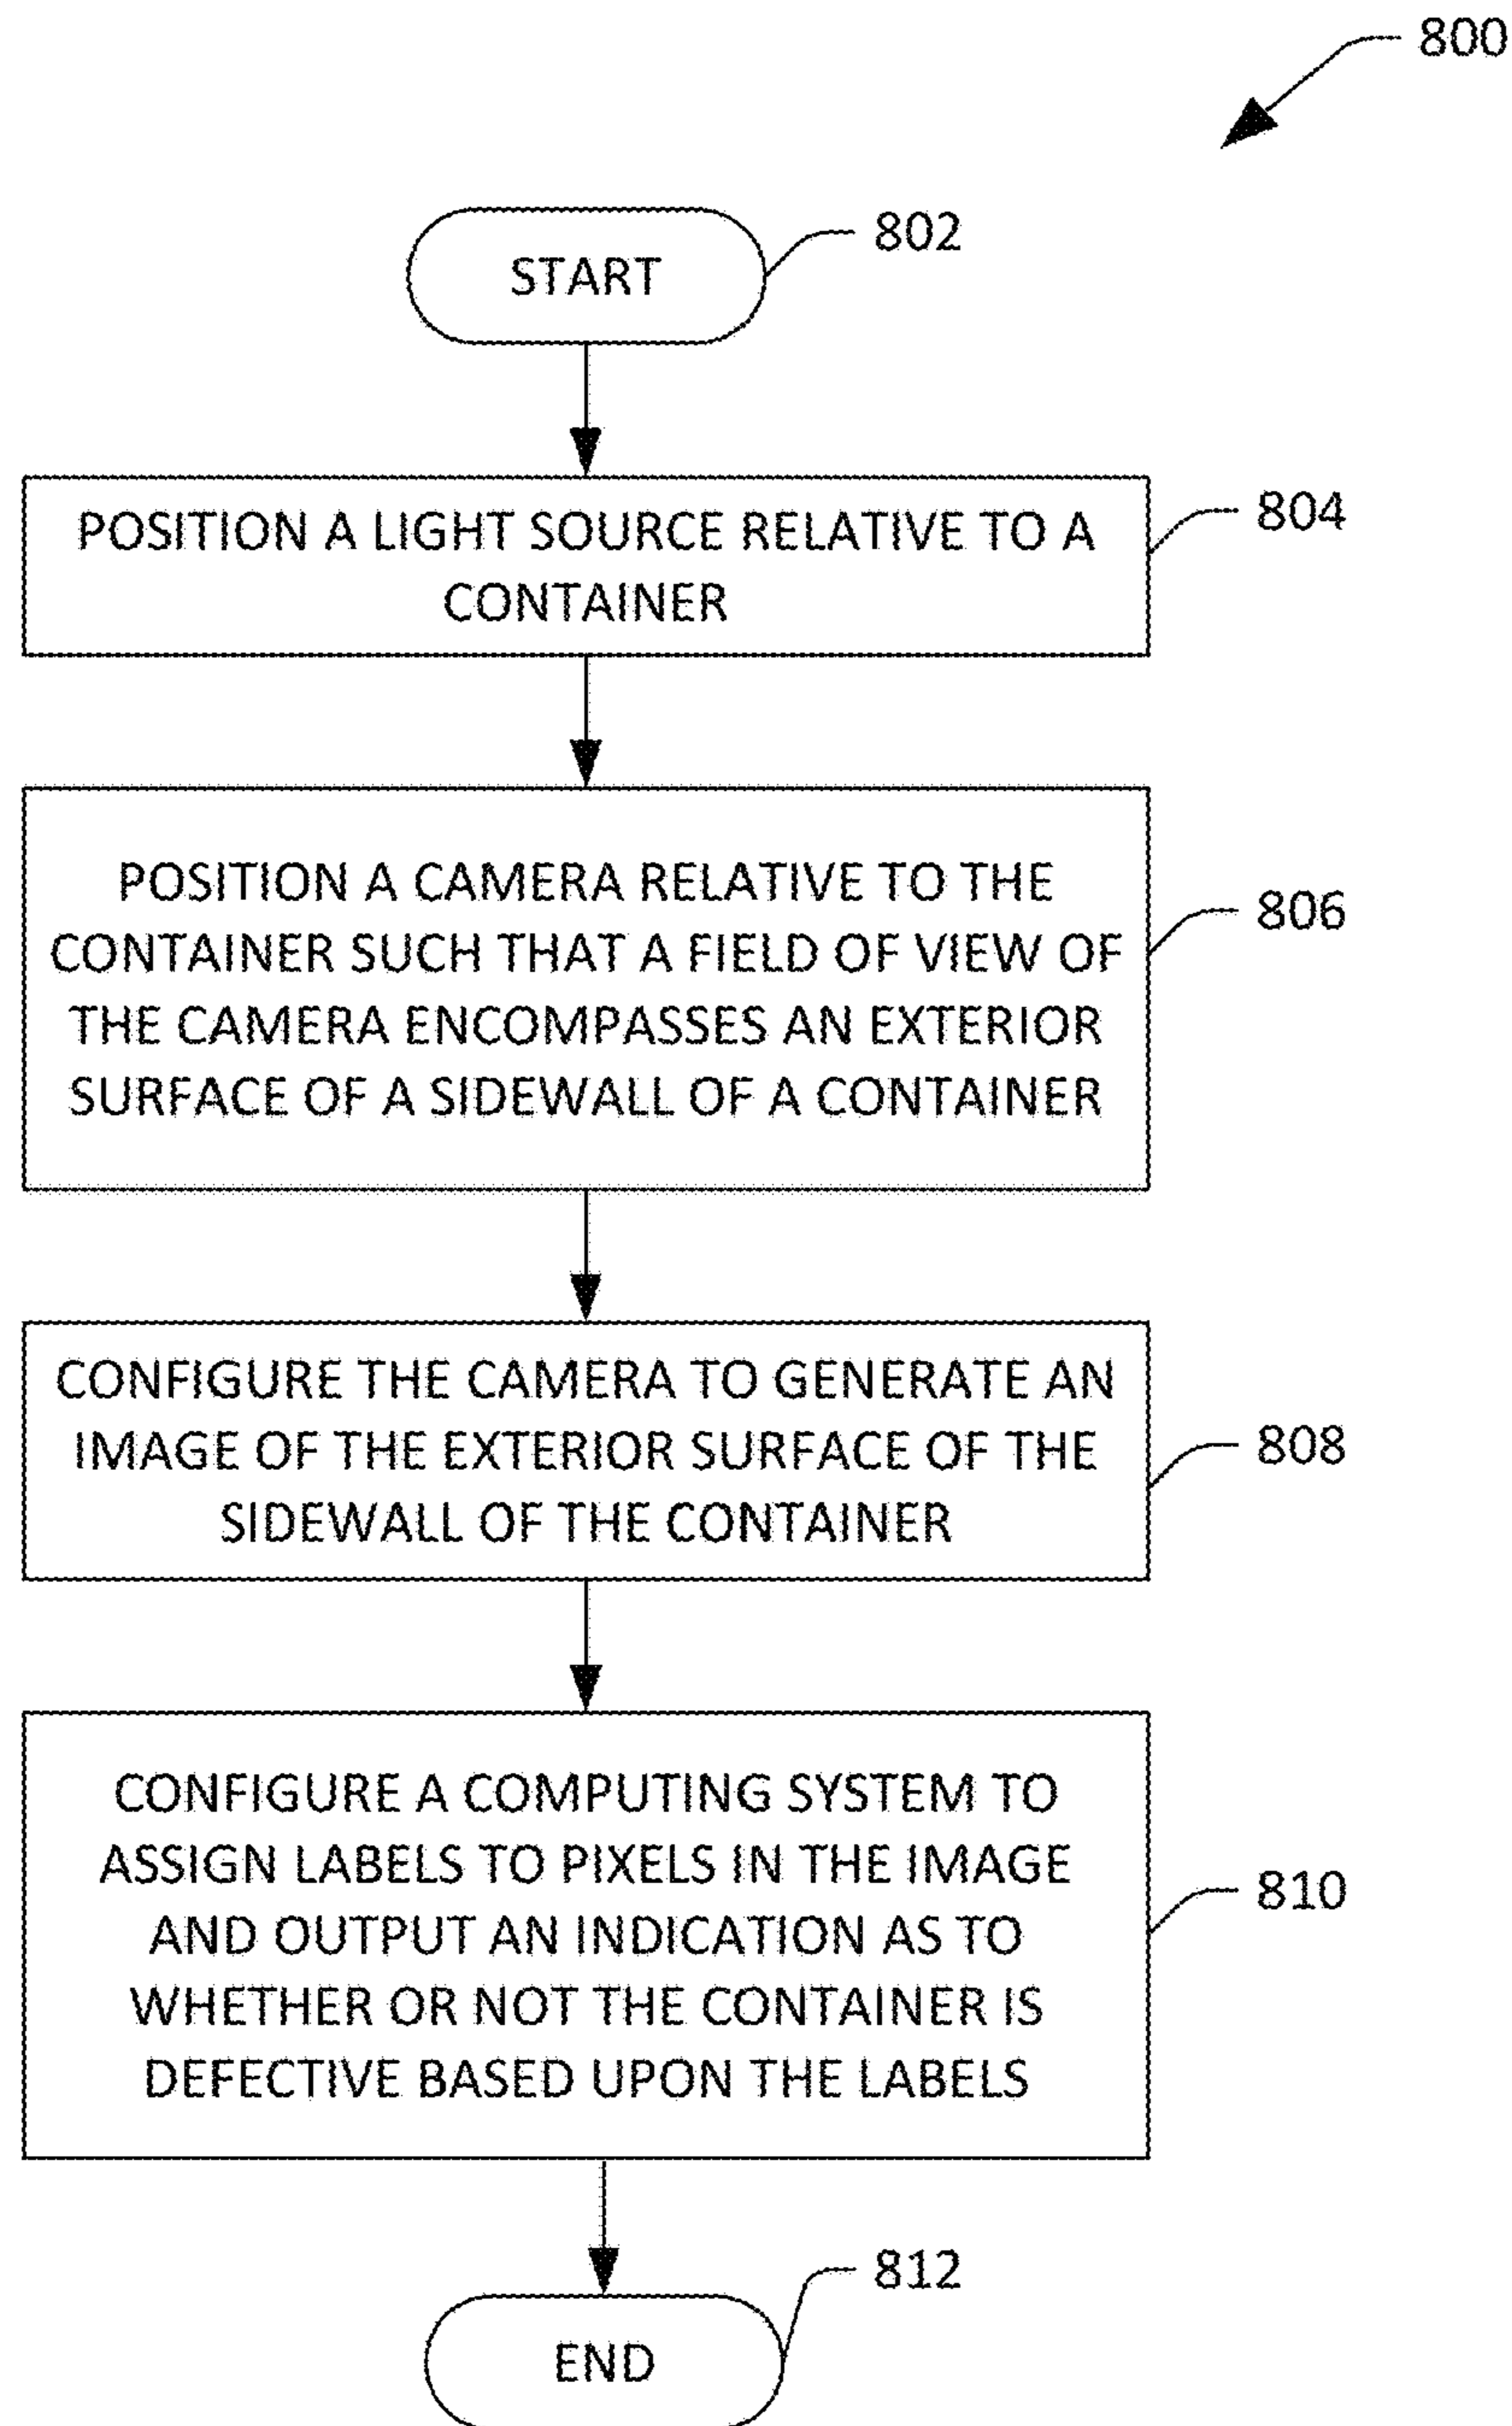 800
START
802
POSITION A LIGHT SOURCE RELATIVE TO A
CONTAINER
804
POSITION A CAMERA RELATIVE TO THE
CONTAINER SUCH THAT A FIELD OF VIEW OF
THE CAMERA ENCOMPASSES AN EXTERIOR
SURFACE OF A SIDEWALL OF A CONTAINER
806
CONFIGURE THE CAMERA TO GENERATE AN
IMAGE OF THE EXTERIOR SURFACE OF THE
SIDEWALL OF THE CONTAINER
808
CONFIGURE A COMPUTING SYSTEM TO
ASSIGN LABELS TO PIXELS IN THE IMAGE
AND OUTPUT AN INDICATION AS TO
WHETHER OR NOT THE CONTAINER IS
DEFECTIVE BASED UPON THE LABELS
810
END
812